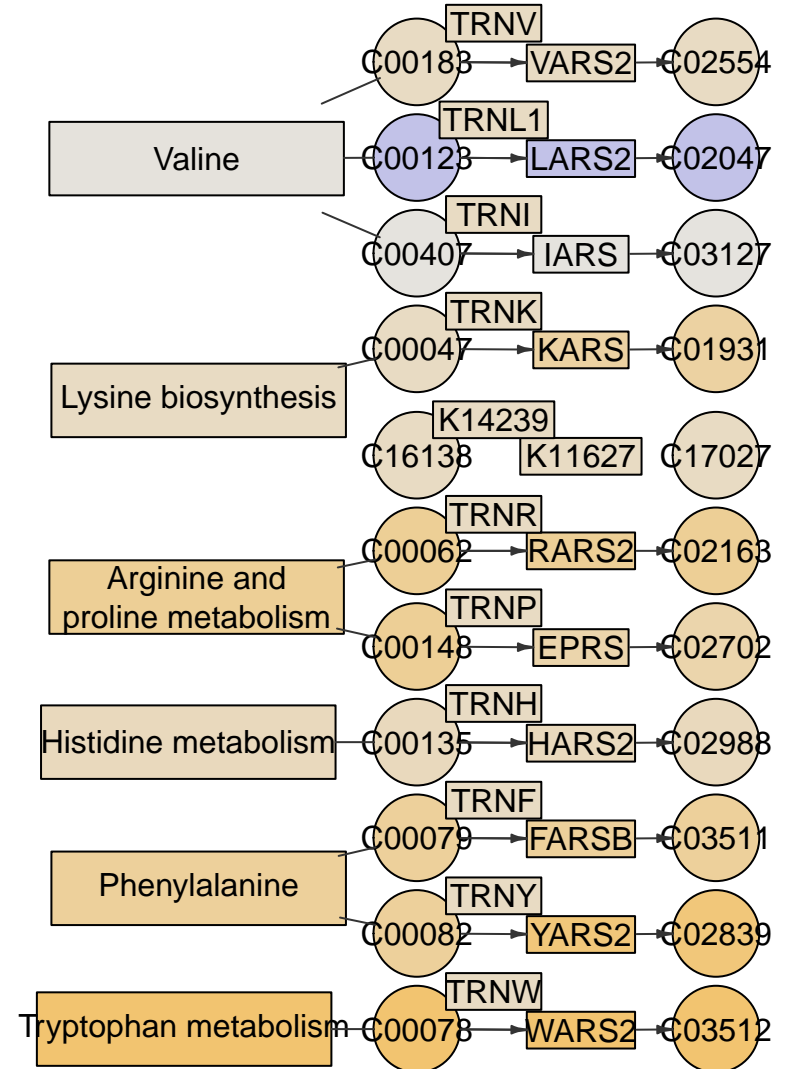 TRNV
C00183
VARS2
C02554
TRNL1
Valine
C00123
LARS2
C02047
TRNI
C00407
IARS
C03127
TRNK
C00047
KARS
C01931
Lysine biosynthesis
K14239
C16138
K11627
C17027
TRNR
C00062
RARS2
C02163
Arginine and
proline metabolism
TRNP
C00148
EPRS
C02702
TRNH
Histidine metabolism
C00135
HARS2
C02988
TRNF
C00079
FARSB
C03511
Phenylalanine
TRNY
C00082
YARS2
C02839
TRNW
Tryptophan metabolism
C00078
WARS2
C03512